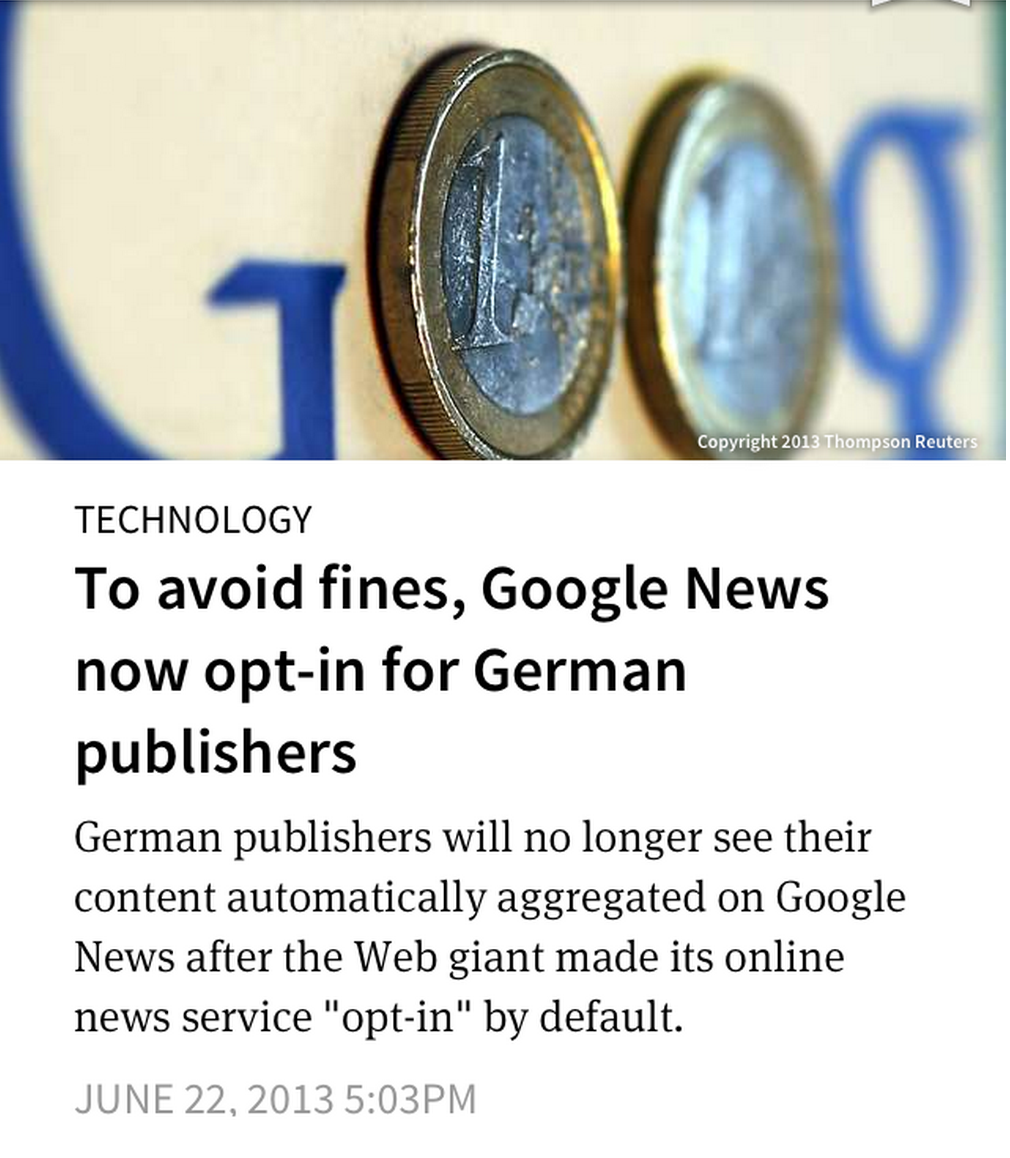 Goog
Copyright 2013 Thompson Reuters
TECHNOLOGY
To avoid fines, Google News
now opt-in for German
publishers
German publishers will no longer see their
content automatically aggregated on Google
News after the Web giant made its online
news service "opt-in" by default.
JUNE 22, 2013 5:03PM